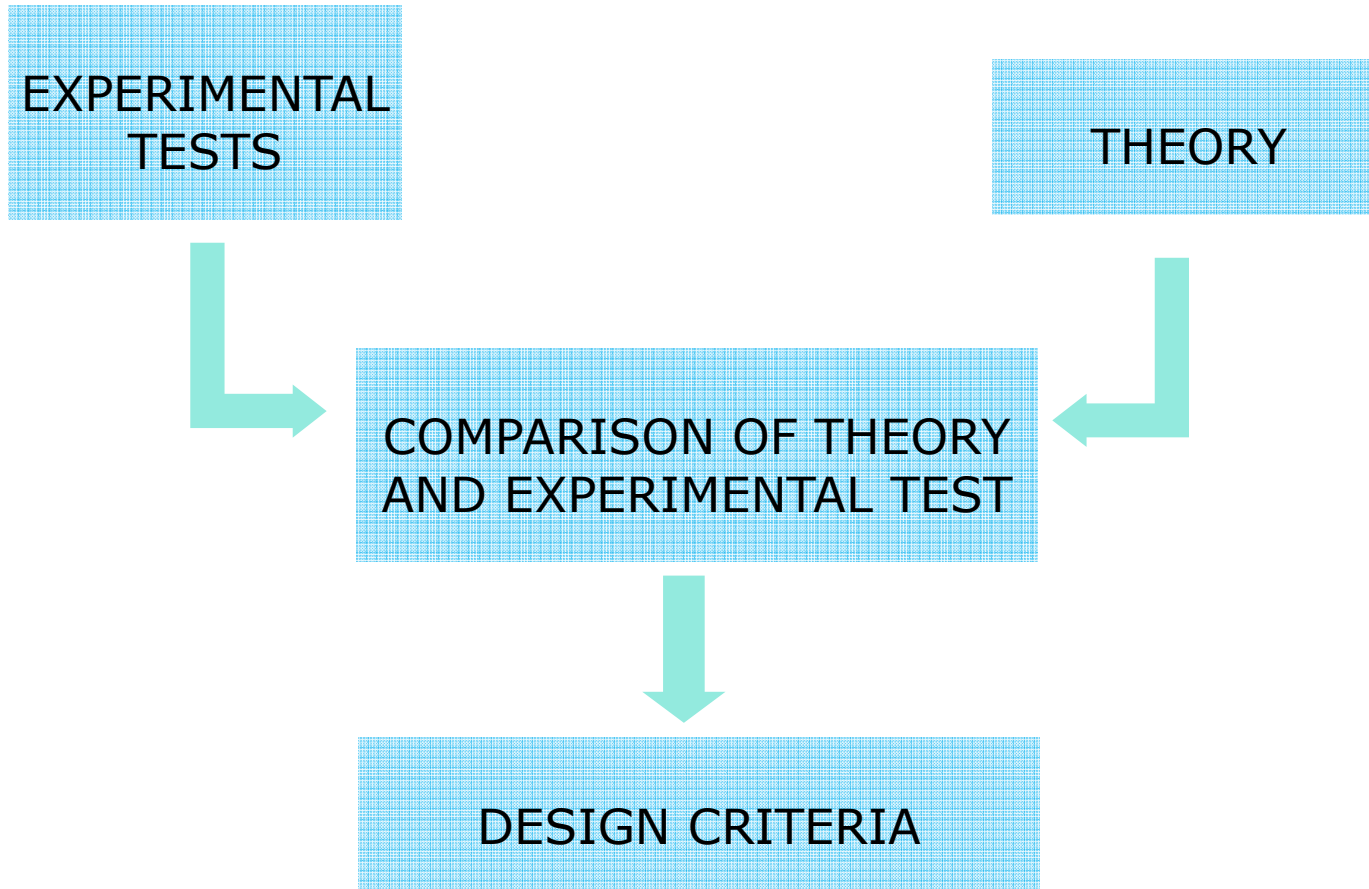 EXPERIMENTAL
TESTS
THEORY
COMPARISON OF THEORY
AND EXPERIMENTAL TEST
DESIGN CRITERIA